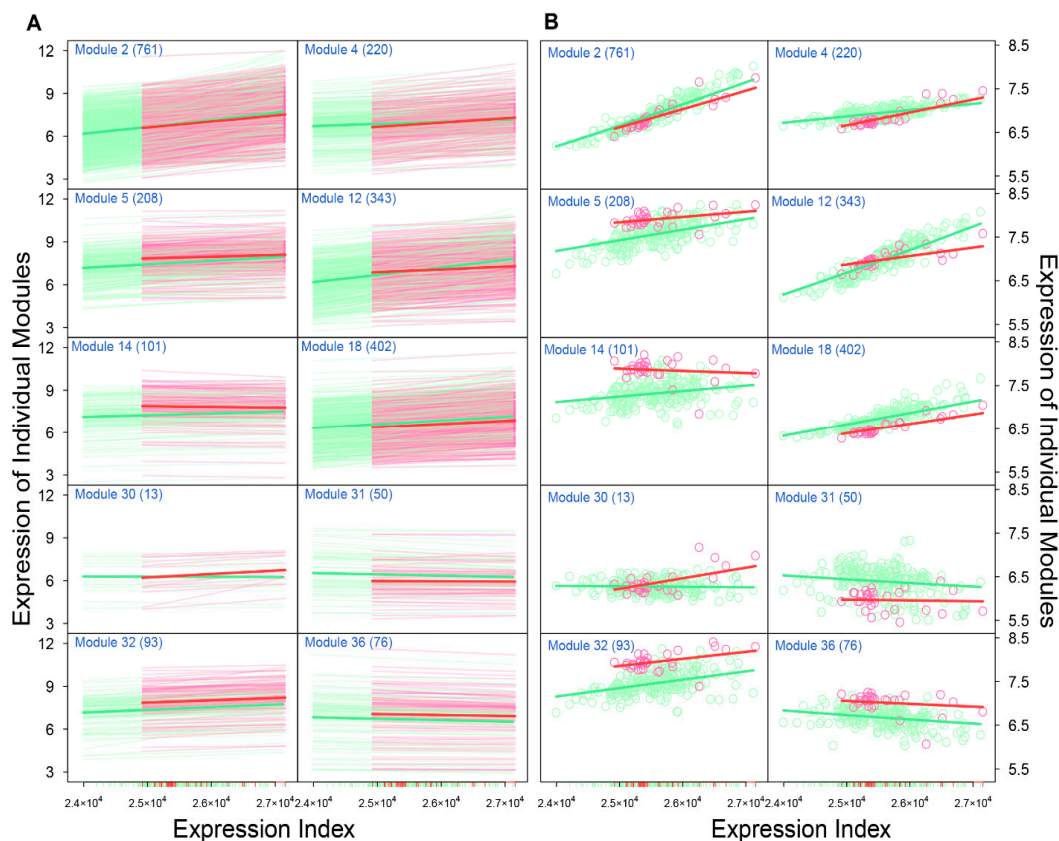 A
B
Module 2 (761)
Module 4 (220)
Module 2 (761)
Module 4 (220)
12
9
6
3
8.5
7.5
6.5
5.5
Module 5 (208)
Module 12 (343)
Module 5 (208)
Module 12 (343)
12
9
6
3
8.5
7.5
6.5
5.5
Module 14 (101)
Module 18 (402)
Module 14 (101)
Module 18 (402)
12
9
6
3
8.5
7.5
6.5
5.5
Module 30 (13)
Module 31 (50)
Module 30 (13)
Module 31 (50)
12
9
6
3
8.5
7.5
6.5
5.5
Module 32 (93)
Module 36 (76)
Module 32 (93)
Module 36 (76)
12
9
6
3
8.5
7.5
6.5
5.5
Expression of Individual Modules
Expression of Individual Modules
2.4×10⁴ 2.5×10⁴ 2.6×10⁴ 2.7×10⁴ 2.4×10⁴ 2.5×10⁴ 2.6×10⁴ 2.7×10⁴
2.4×10⁴ 2.5×10⁴ 2.6×10⁴ 2.7×10⁴ 2.4×10⁴ 2.5×10⁴ 2.6×10⁴ 2.7×10⁴
Expression Index
Expression Index